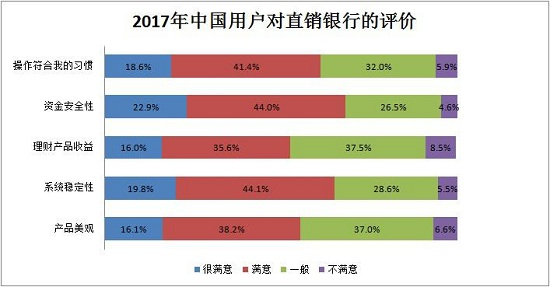 2017年中国用户对直销银行的评价
操作符合我的习惯 18.6% 41.4% 32.0% 5.9%
资金安全性 22.9% 44.0% 26.5% 4.6%
理财产品收益 16.0% 35.6% 37.5% 8.5%
系统稳定性 19.8% 44.1% 28.6% 5.5%
产品美观 16.1% 38.2% 37.0% 6.6%
很满意 满意 一般 不满意